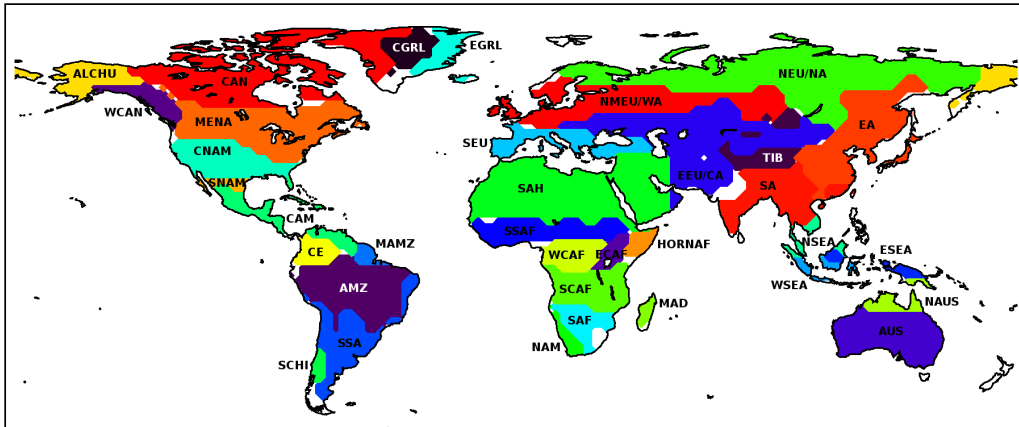 CGRL
EGRL
ALCHU
CAN
NEU/NA
WCAN
NMEU/WA
MENA
EA
CNAM
SEU
TIB
EEU/CA
SNAM
SAH
SA
CAM
SSAF
MAMZ
HORNAF
NSEA
ESEA
CE
WCAF
ECAF
AMZ
SCAF
WSEA
MAD
NAUS
SAF
AUS
SSA
NAM
SCHI